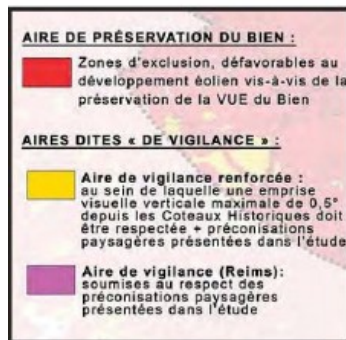 AIRE DE PRÉSERVATION DU BIEN :
Zones d'exclusion, défavorables au
développement éolien vis-à-vis de la
préservation de la VUE du Bien
AIRES DITES « DE VIGILANCE » :
Aire de vigilance renforcée :
au sein de laquelle une emprise
visuelle verticale maximale de 0,5°
depuis les Coteaux Historiques doit
être respectée + préconisations
paysagères présentées dans l'étude
Aire de vigilance (Reims):
soumises au respect des
préconisations paysagères
présentées dans l'étude